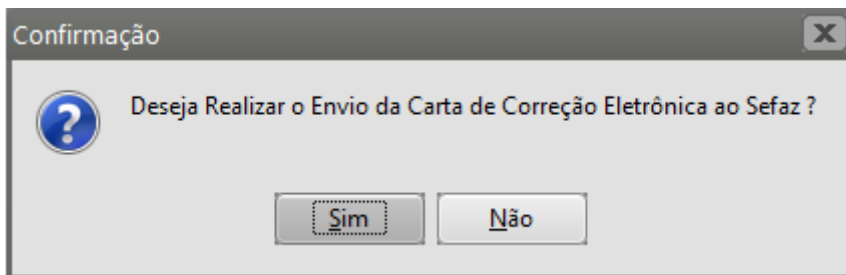 Confirmação
Deseja Realizar o Envio da Carta de Correção Eletrônica ao Sefaz ?
Sim
Não